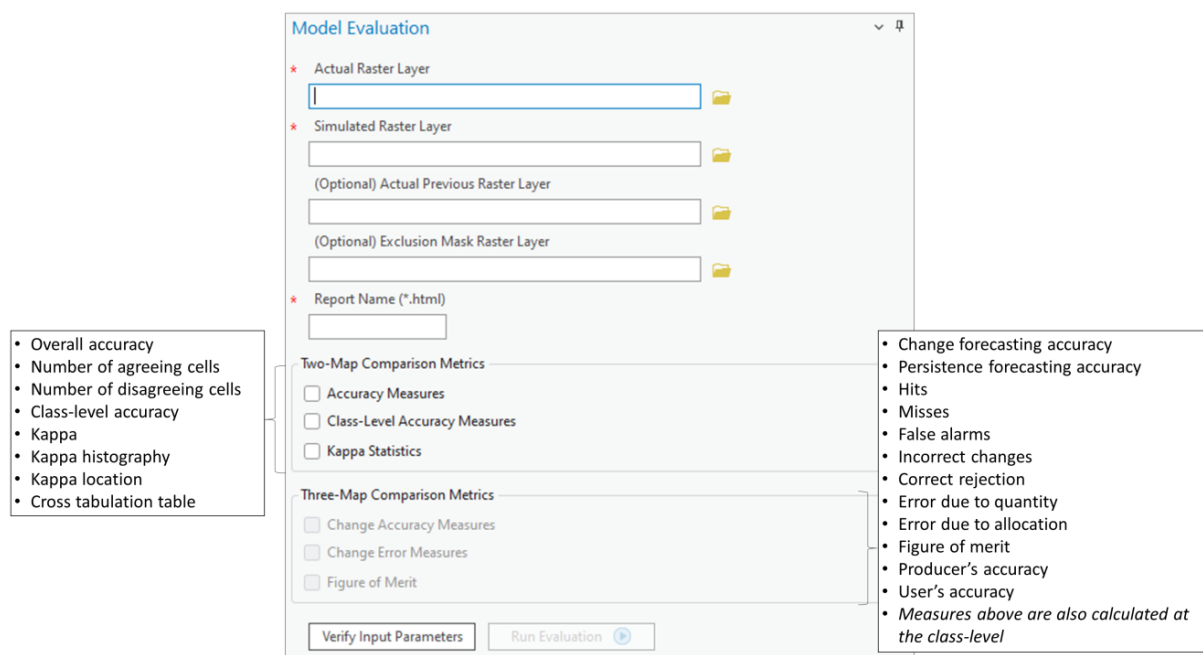 Model Evaluation
* Actual Raster Layer
* Simulated Raster Layer
(Optional) Actual Previous Raster Layer
(Optional) Exclusion Mask Raster Layer
* Report Name (*.html)
• Overall accuracy
• Number of agreeing cells
• Number of disagreeing cells
• Class-level accuracy
• Kappa
• Kappa histography
• Kappa location
• Cross tabulation table
Two-Map Comparison Metrics
Accuracy Measures
Class-Level Accuracy Measures
Kappa Statistics
Three-Map Comparison Metrics
Change Accuracy Measures
Change Error Measures
Figure of Merit
Verify Input Parameters
Run Evaluation
• Change forecasting accuracy
• Persistence forecasting accuracy
• Hits
• Misses
• False alarms
• Incorrect changes
• Correct rejection
• Error due to quantity
• Error due to allocation
• Figure of merit
• Producer’s accuracy
• User’s accuracy
• Measures above are also calculated at
the class-level